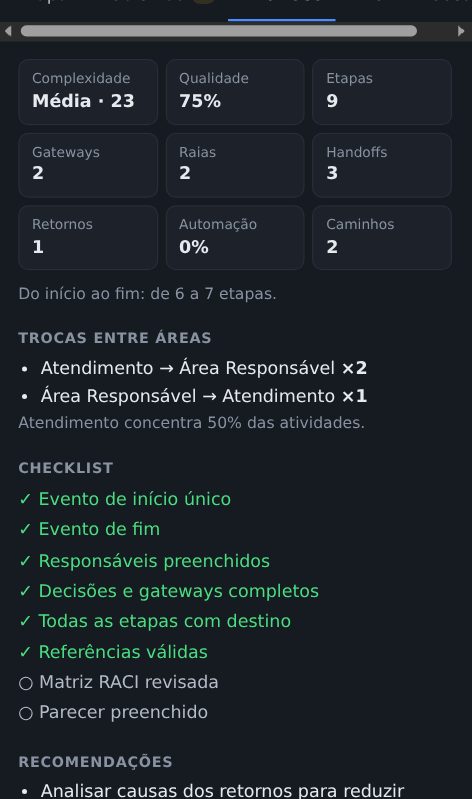 Complexidade
Média · 23
Qualidade
75%
Etapas
9
Gateways
2
Raias
2
Handoffs
3
Retornos
1
Automação
0%
Caminhos
2
Do início ao fim: de 6 a 7 etapas.
TROCAS ENTRE ÁREAS
• Atendimento → Área Responsável ×2
• Área Responsável → Atendimento ×1
Atendimento concentra 50% das atividades.
CHECKLIST
✓ Evento de início único
✓ Evento de fim
✓ Responsáveis preenchidos
✓ Decisões e gateways completos
✓ Todas as etapas com destino
✓ Referências válidas
○ Matriz RACI revisada
○ Parecer preenchido
RECOMENDAÇÕES
• Analisar causas dos retornos para reduzir